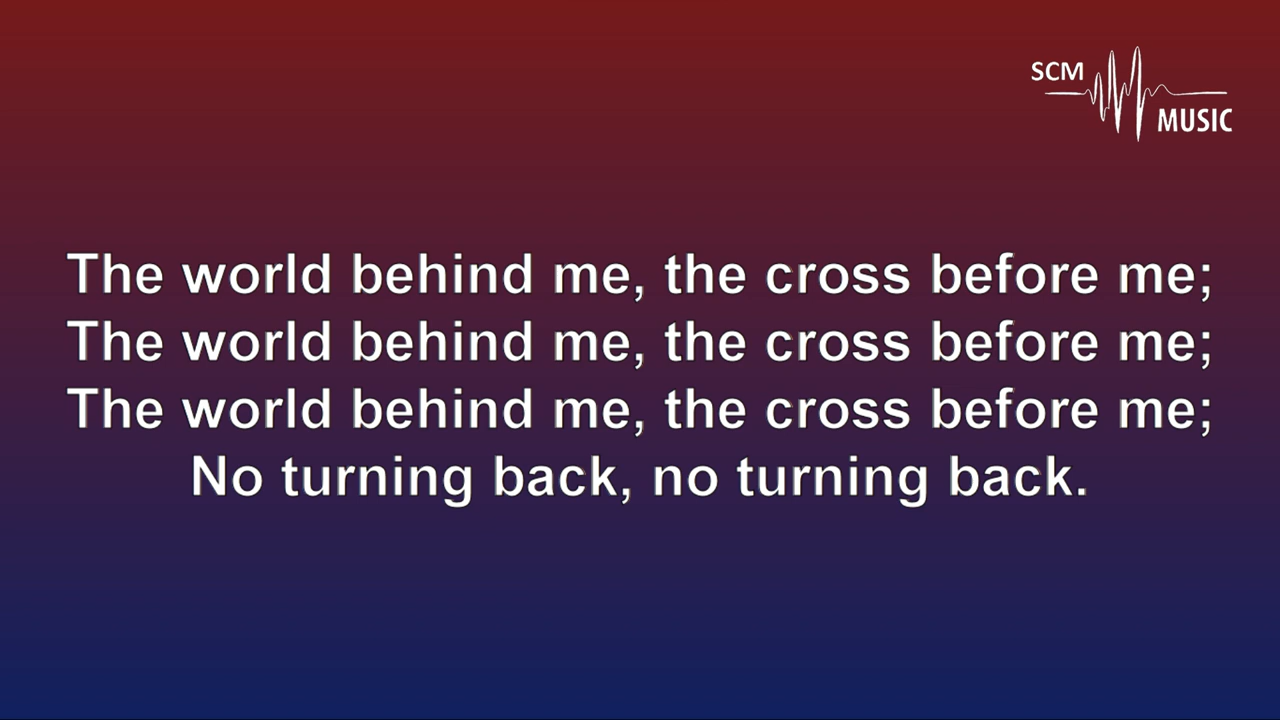 SCM
MUSIC
The world behind me, the cross before me;
The world behind me, the cross before me;
The world behind me, the cross before me;
No turning back, no turning back.